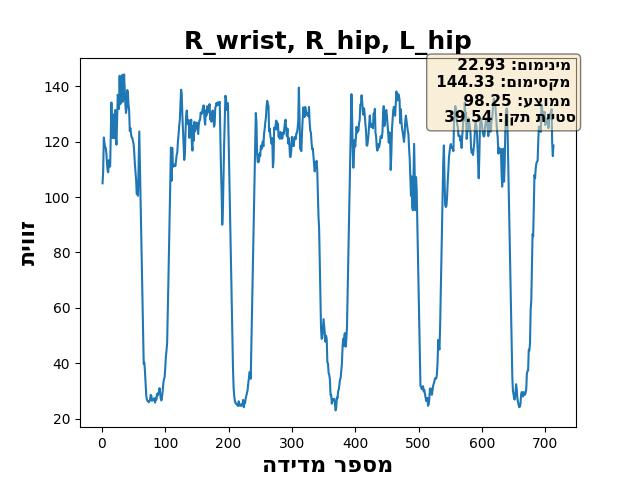 R_wrist, R_hip, L_hip
מינימום: 22.93
מקסימום: 144.33
ממוצע: 98.25
סטיית תקן: 39.54
זווית
140
120
100
80
60
40
20
0 100 200 300 400 500 600 700
מספר מדידה